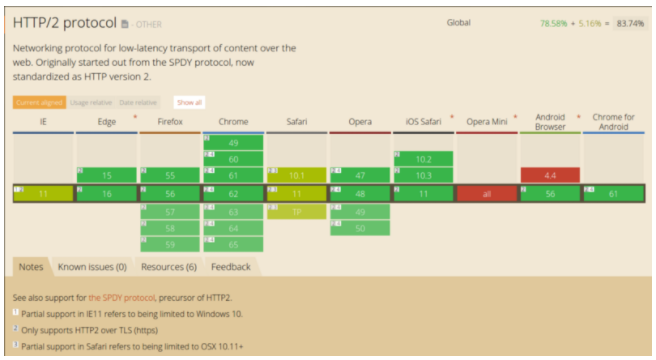 HTTP/2 protocol - OTHER
Global 78.58% + 5.16% = 83.74%
Networking protocol for low-latency transport of content over the
web. Originally started out from the SPDY protocol, now
standardized as HTTP version 2.
Current aligned Usage relative Date relative Show all
IE Edge * Firefox Chrome Safari Opera iOS Safari * Opera Mini * Android Browser * Chrome for Android
49
60 10.2
15 55 61 10.1 47 10.3 4.4
11 16 56 62 11 48 11 all 56 61
57 63 TP 49
58 64 50
59 65
Notes Known issues (0) Resources (6) Feedback
See also support for the SPDY protocol, precursor of HTTP2.
1 Partial support in IE11 refers to being limited to Windows 10.
2 Only supports HTTP2 over TLS (https)
3 Partial support in Safari refers to being limited to OSX 10.11+